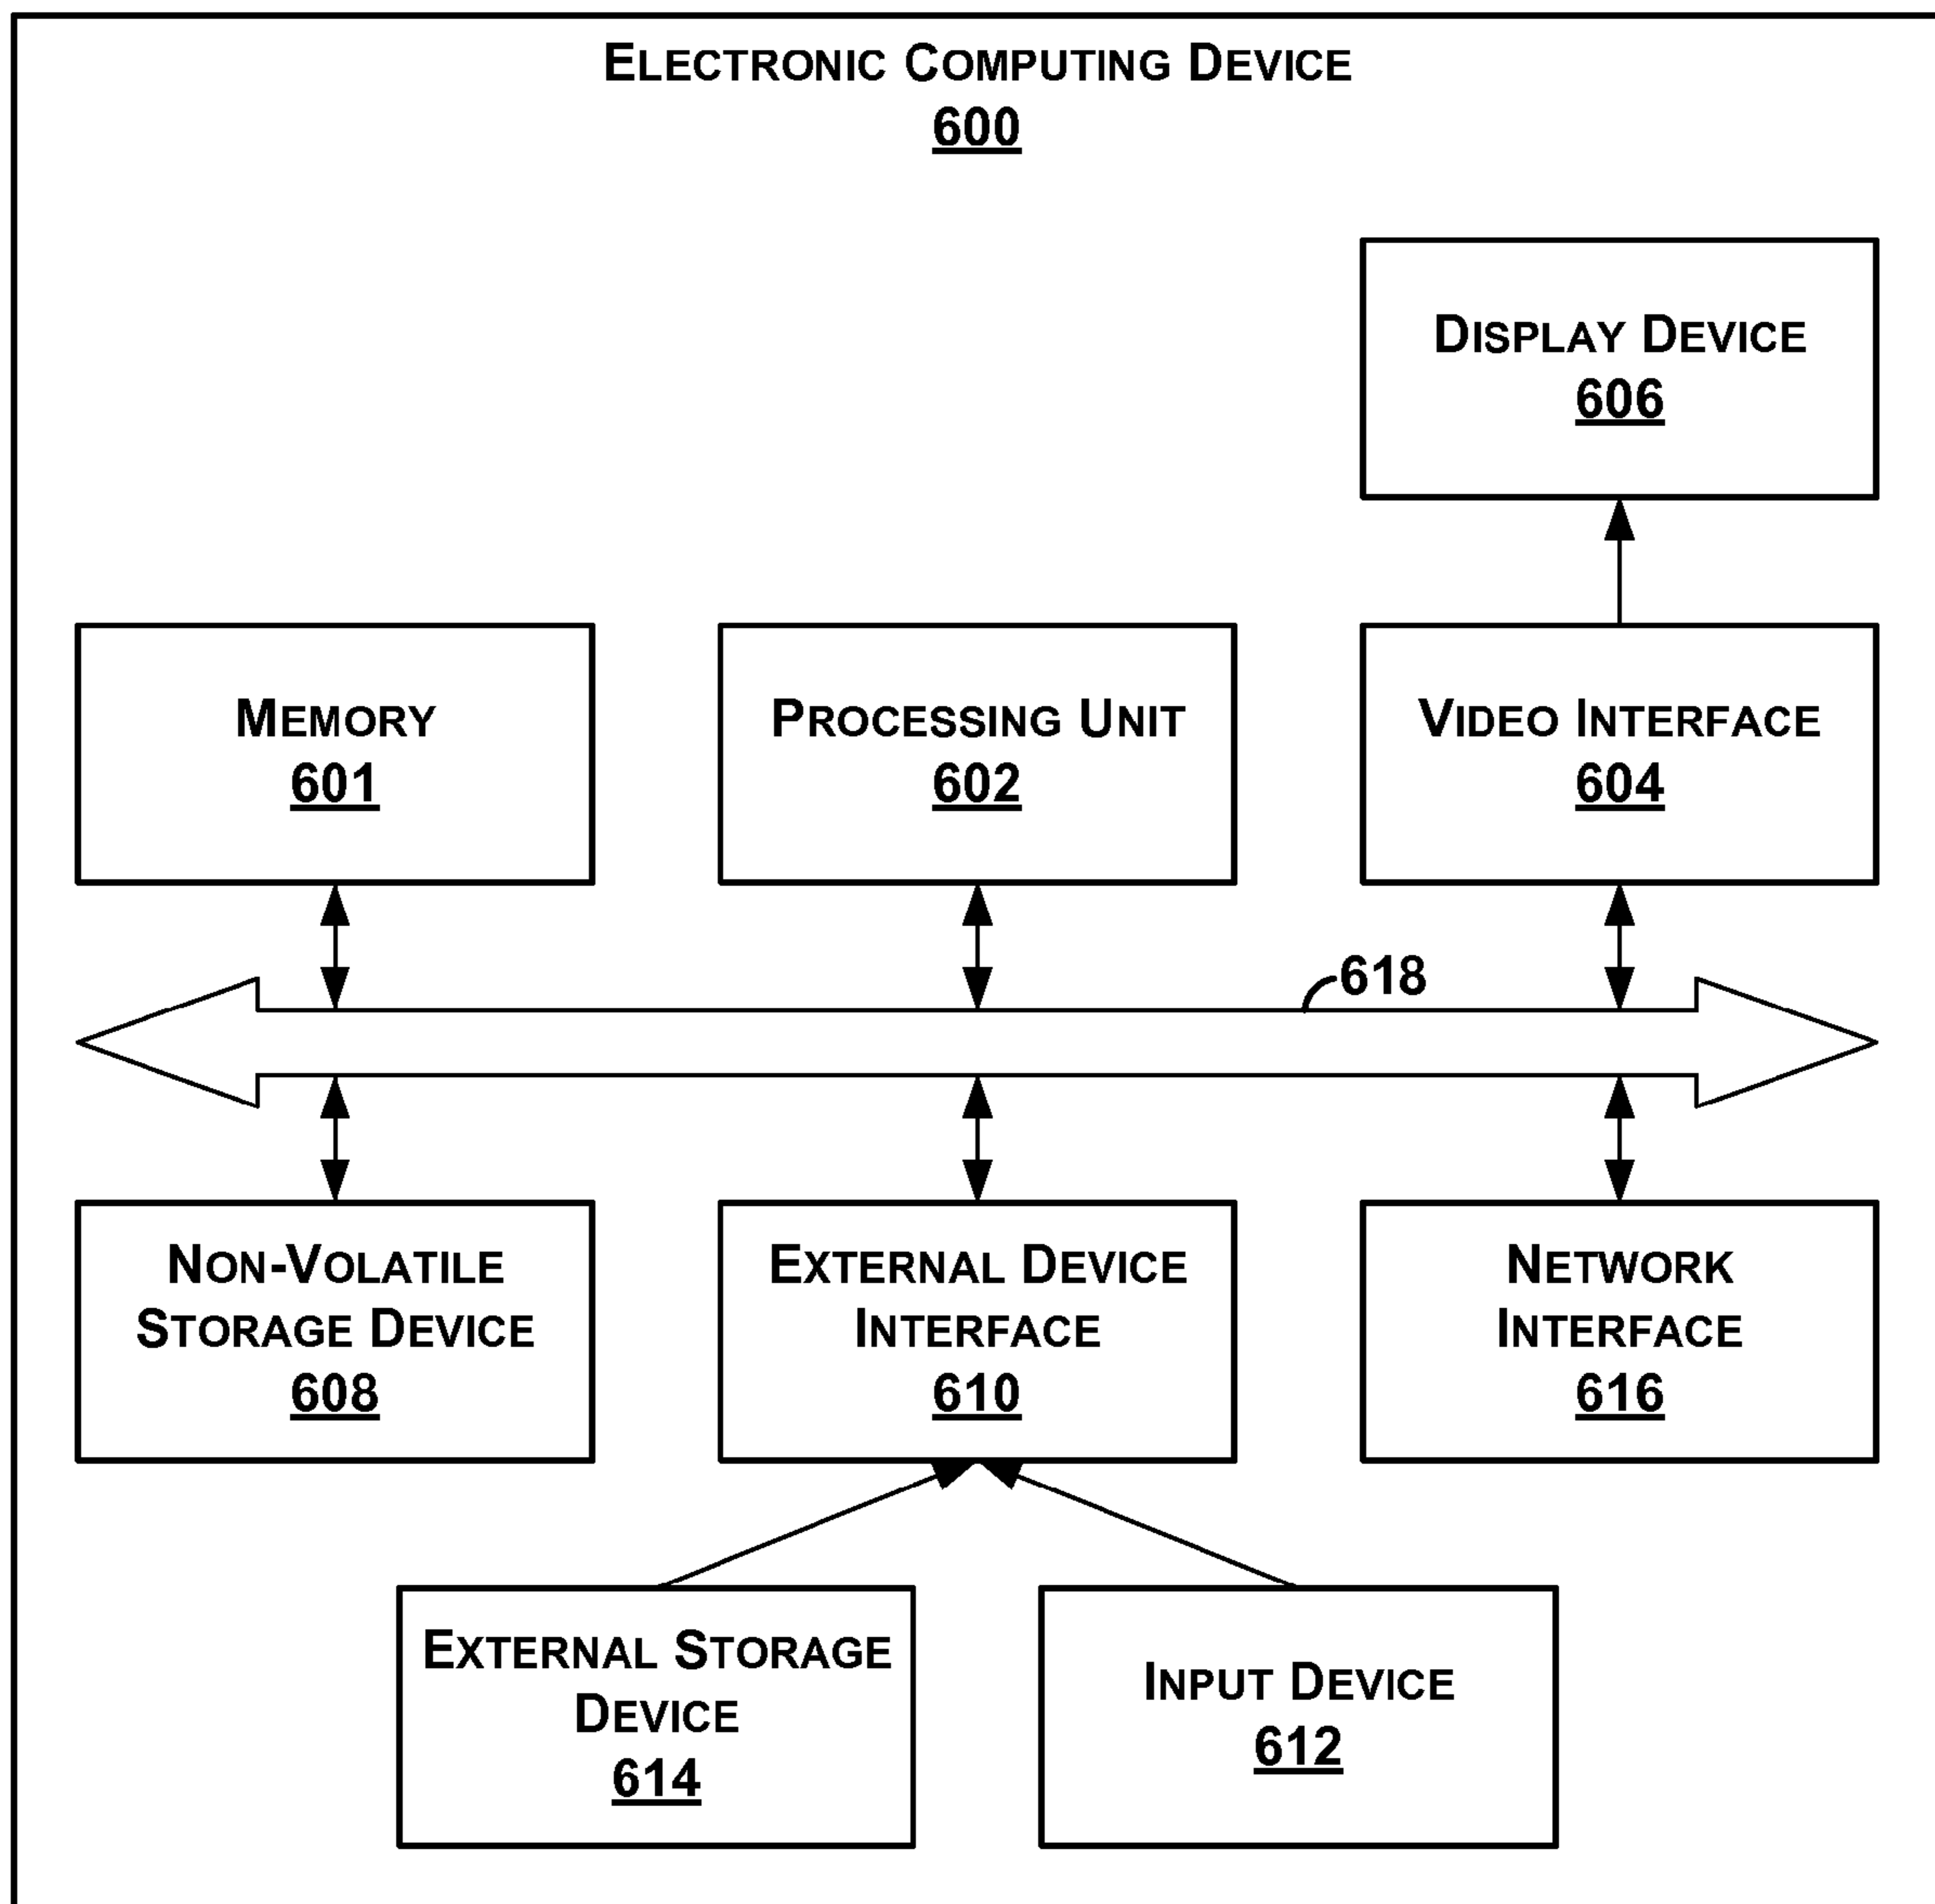 ELECTRONIC COMPUTING DEVICE
600
DISPLAY DEVICE
606
MEMORY
601
PROCESSING UNIT
602
VIDEO INTERFACE
604
618
NON-VOLATILE
STORAGE DEVICE
608
EXTERNAL DEVICE
INTERFACE
610
NETWORK
INTERFACE
616
EXTERNAL STORAGE
DEVICE
614
INPUT DEVICE
612